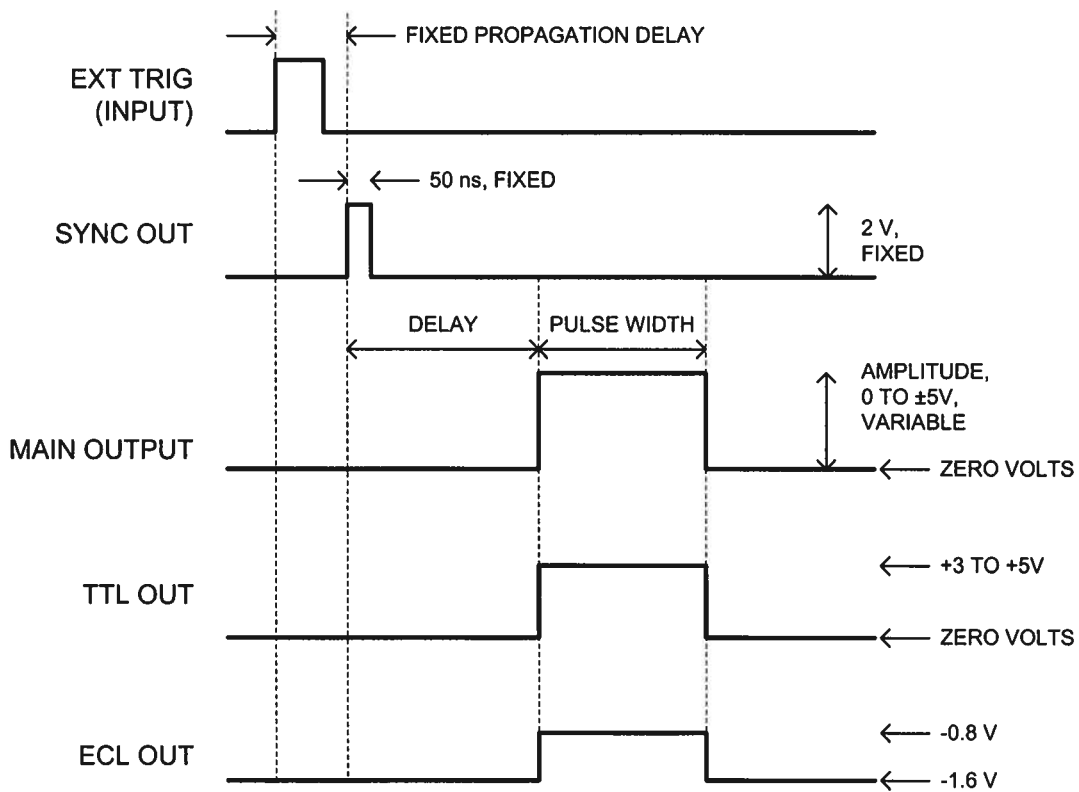 FIXED PROPAGATION DELAY
EXT TRIG
(INPUT)
50 ns, FIXED
SYNC OUT
2 V,
FIXED
DELAY
PULSE WIDTH
AMPLITUDE,
0 TO ±5V,
VARIABLE
MAIN OUTPUT
ZERO VOLTS
+3 TO +5V
TTL OUT
ZERO VOLTS
-0.8 V
ECL OUT
-1.6 V